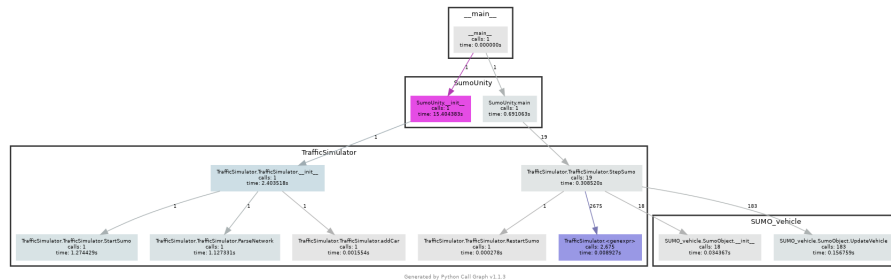 __main__
__main__
calls: 1
time: 0.000000s
1
1
SumoUnity
SumoUnity.__init__
calls: 1
time: 15.404383s
SumoUnity.main
calls: 1
time: 0.691063s
1
19
TrafficSimulator
TrafficSimulator.TrafficSimulator.__init__
calls: 1
time: 2.403518s
TrafficSimulator.TrafficSimulator.StepSumo
calls: 19
time: 0.308520s
1
1
1
1
2675
18
183
SUMO_vehicle
TrafficSimulator.TrafficSimulator.StartSumo
calls: 1
time: 1.274429s
TrafficSimulator.TrafficSimulator.ParseNetwork
calls: 1
time: 1.127331s
TrafficSimulator.TrafficSimulator.addCar
calls: 1
time: 0.001554s
TrafficSimulator.TrafficSimulator.RestartSumo
calls: 1
time: 0.000278s
TrafficSimulator.<genexpr>
calls: 2,675
time: 0.008927s
SUMO_vehicle.SumoObject.__init__
calls: 18
time: 0.034367s
SUMO_vehicle.SumoObject.UpdateVehicle
calls: 183
time: 0.156759s
Generated by Python Call Graph v1.1.3